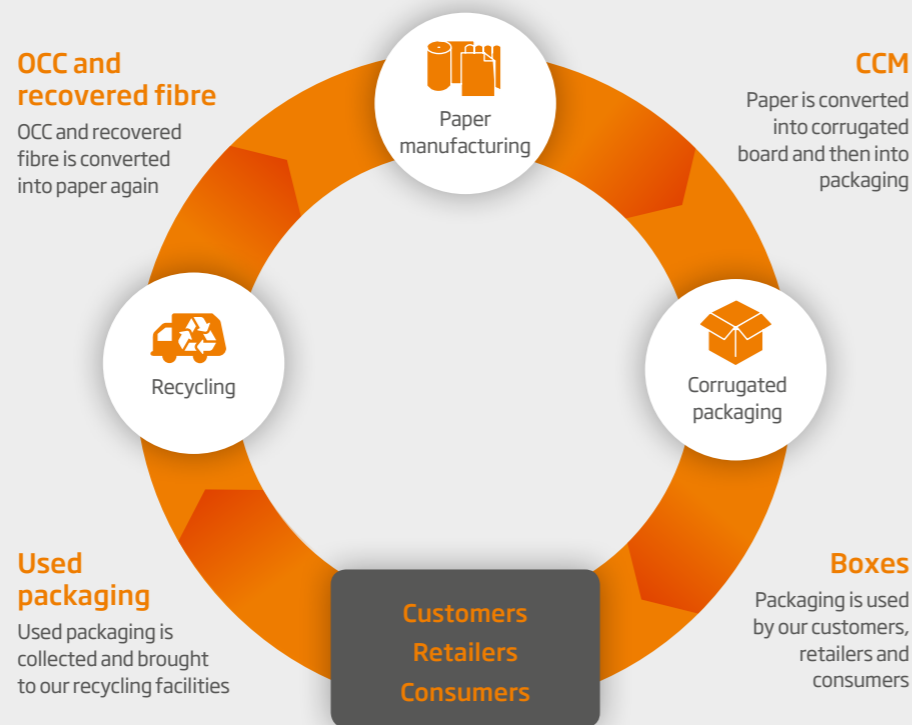 OCC and
recovered fibre
OCC and recovered
fibre is converted
into paper again
Paper
manufacturing
CCM
Paper is converted
into corrugated
board and then into
packaging
Recycling
Corrugated
packaging
Used
packaging
Used packaging is
collected and brought
to our recycling facilities
Customers
Retailers
Consumers
Boxes
Packaging is used
by our customers,
retailers and
consumers